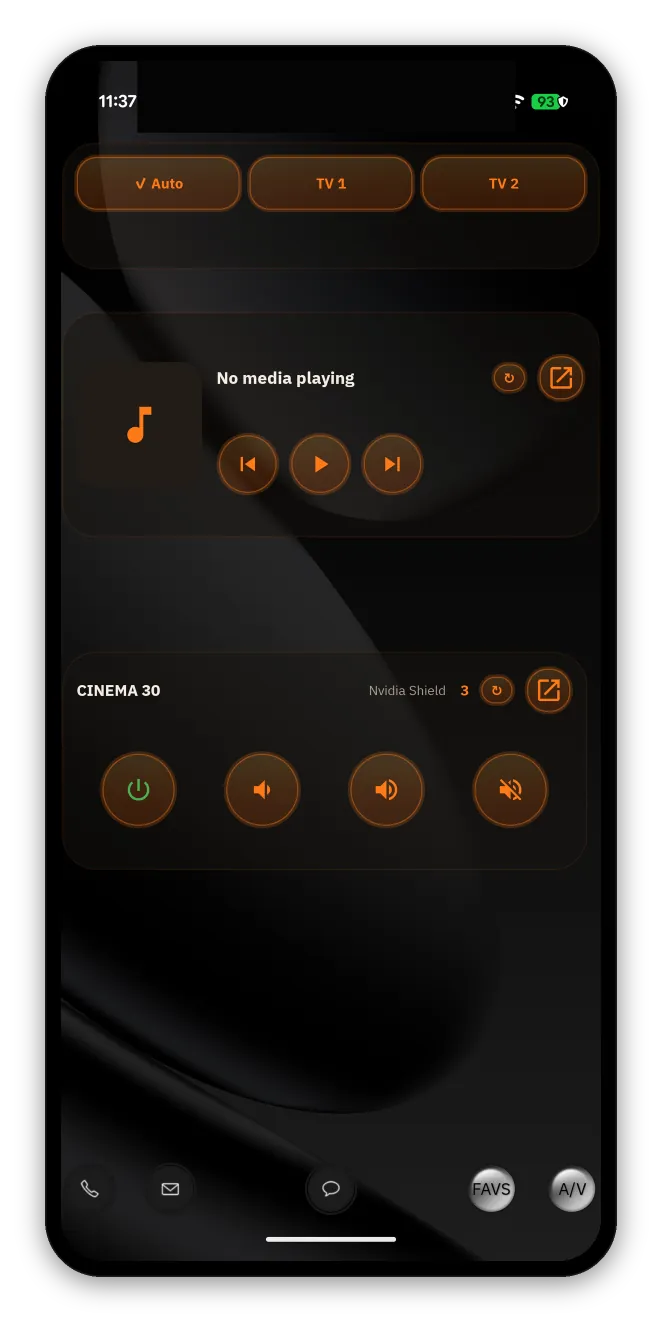 11:37
93
✓ Auto
TV 1
TV 2
No media playing
CINEMA 30
Nvidia Shield 3
FAVS
A/V